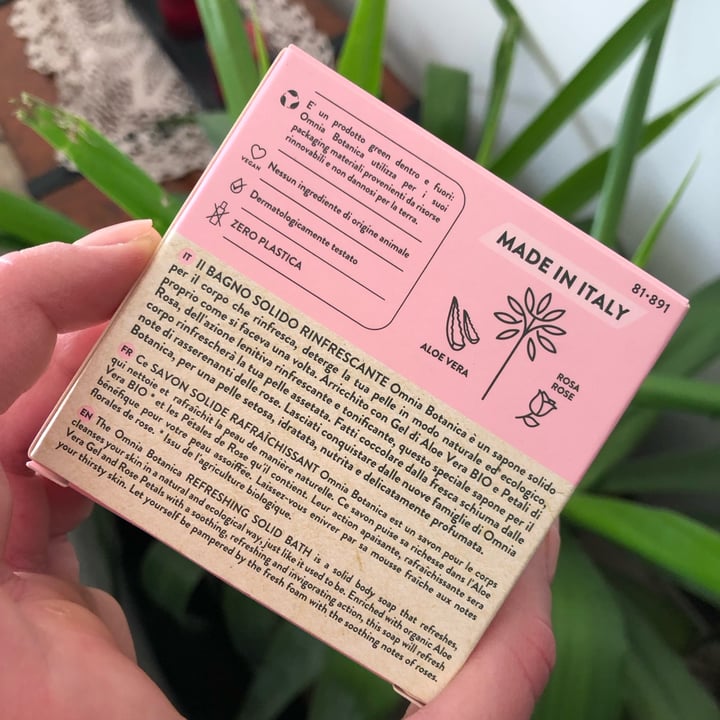 E un prodotto green dentro e fuori:
Omnia Botanica utilizza per i suoi
packaging materiali provenienti da risorse
rinnovabili e non dannosi per la terra.
VEGAN
Nessun ingrediente di origine animale
Dermatologicamente testato
ZERO PLASTICA
MADE IN ITALY
81-891
ALOE VERA
ROSA
ROSE
IT Il BAGNO SOLIDO RINFRESCANTE Omnia Botanica è un sapone solido
per il corpo che rinfresca, deterge la tua pelle in modo naturale ed ecologico,
proprio come si faceva una volta. Arricchito con Gel di Aloe Vera BIO* e Petali di
Rosa, dell'azione lenitiva rinfrescante e tonificante, questo speciale sapone per il
corpo rinfrescherà la tua pelle assetata. Fatti coccolare dalla fresca schiuma dalle
note di rasserenanti delle rose. Lasciati conquistare dalle nuove famiglie di Omnia
Botanica, per una pelle setosa, idratata, nutrita e delicatamente profumata.
FR Ce SAVON SOLIDE RAFRAÎCHISSANT Omnia Botanica est un savon pour le corps
qui nettoie et rafraîchit la peau de manière naturelle. Ce savon puise sa richesse dans l'Aloe
Vera BIO* et les Pétales de Rose qu'il contient. Leur action apaisante, rafraîchissante sera
bénéfique pour votre peau assoiffée. Laissez-vous enivrer par sa mousse fraîche aux notes
florales de rose. * Issu de l'agriculture biologique.
EN The Omnia Botanica REFRESHING SOLID BATH is a solid body soap that refreshes,
cleanses your skin in a natural and ecological way, just like it used to be. Enriched with organic Aloe
Vera Gel and Rose Petals with a soothing, refreshing and invigorating action, this soap will refresh
your thirsty skin. Let yourself be pampered by the fresh foam with the soothing notes of roses.